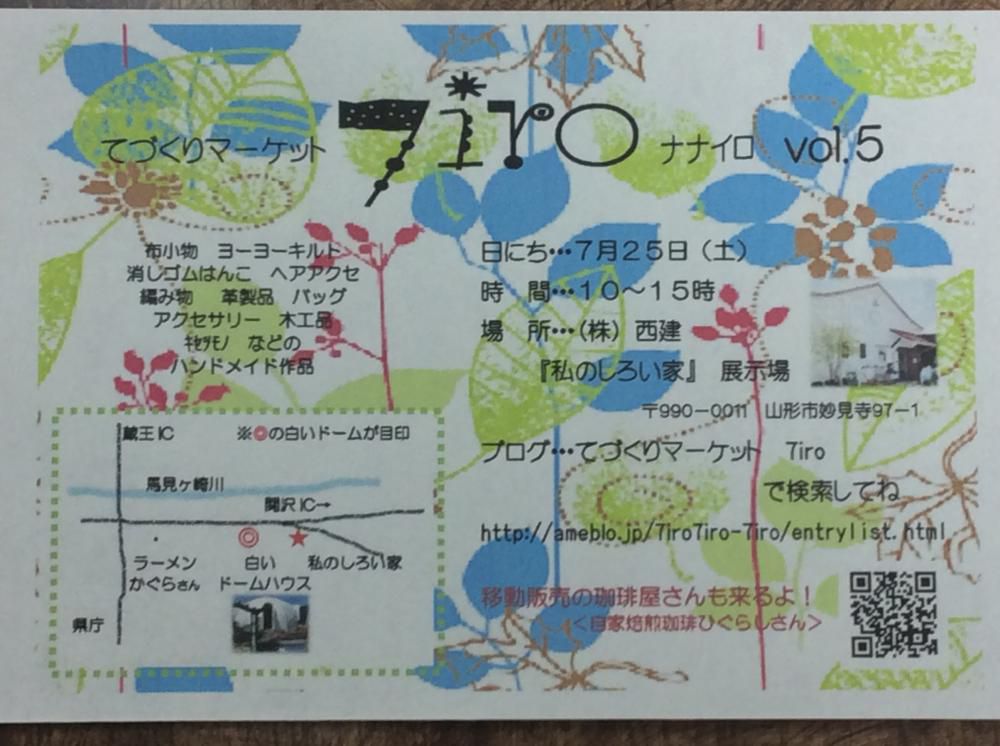 てづくりマーケット 7iro ナナイロ vol.5
布小物 ヨーヨーキルト
消しゴムはんこ ヘアアクセ
編み物 革製品 バッグ
アクセサリー 木工品
ｷｾﾂﾓﾉ などの
ハンドメイド作品
日にち…７月２５日（土）
時 間…１０～１５時
場 所…（株）西建
『私のしろい家』 展示場
〒990－0011 山形市妙見寺97－1
ブログ…てづくりマーケット 7iro
で検索してね
http://ameblo.jp/7iro7iro-7iro/entrylist.html
移動販売の珈琲屋さんも来るよ！
＜自家焙煎珈琲ひぐらしさん＞
蔵王IC ※◎の白いドームが目印
馬見ヶ崎川
関沢IC→
ラーメン 白い 私のしろい家
かぐらさん ドームハウス
県庁